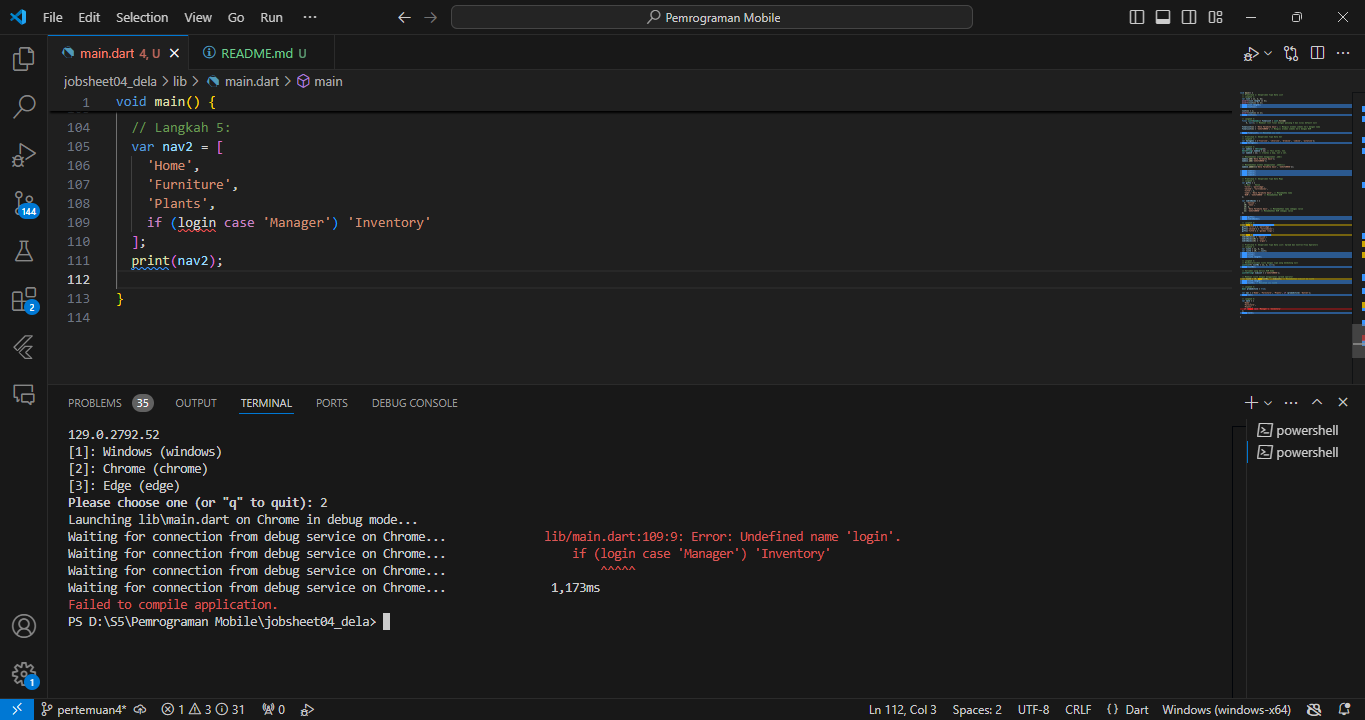 File Edit Selection View Go Run ···
Pemrograman Mobile
main.dart 4, U
README.md U
jobsheet04_dela > lib > main.dart > main
1 void main() {
104 // Langkah 5:
105 var nav2 = [
106 'Home',
107 'Furniture',
108 'Plants',
109 if (login case 'Manager') 'Inventory'
110 ];
111 print(nav2);
112
113 }
114
144
2
PROBLEMS 35 OUTPUT TERMINAL PORTS DEBUG CONSOLE
129.0.2792.52
[1]: Windows (windows)
[2]: Chrome (chrome)
[3]: Edge (edge)
Please choose one (or "q" to quit): 2
Launching lib\main.dart on Chrome in debug mode...
Waiting for connection from debug service on Chrome... lib/main.dart:109:9: Error: Undefined name 'login'.
Waiting for connection from debug service on Chrome... if (login case 'Manager') 'Inventory'
Waiting for connection from debug service on Chrome... ^^^^^
Waiting for connection from debug service on Chrome... 1,173ms
Failed to compile application.
PS D:\S5\Pemrograman Mobile\jobsheet04_dela>
powershell
powershell
1
pertemuan4* 1 3 31 0 Ln 112, Col 3 Spaces: 2 UTF-8 CRLF {} Dart Windows (windows-x64)